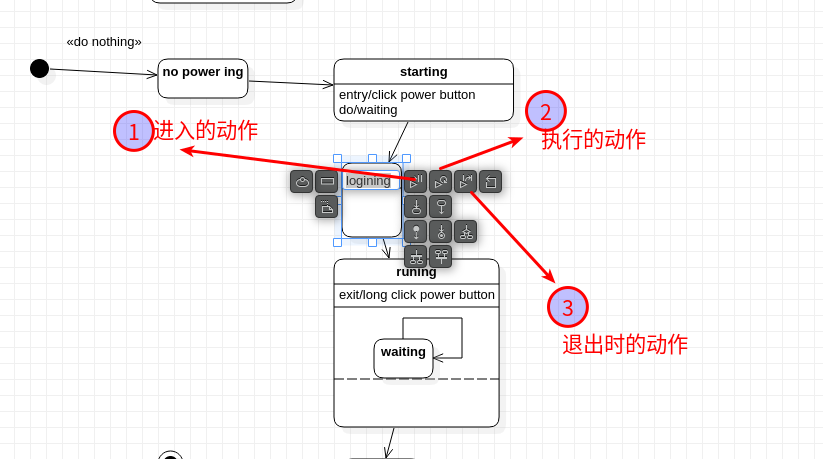 «do nothing»
no power ing
starting
entry/click power button
do/waiting
1
进入的动作
2
执行的动作
logining
runing
exit/long click power button
3
退出时的动作
waiting